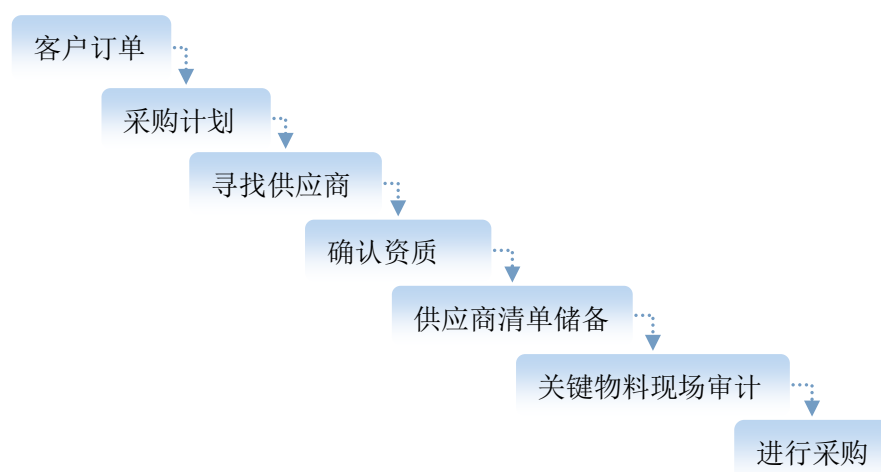 客户订单
采购计划
寻找供应商
确认资质
供应商清单储备
关键物料现场审计
进行采购